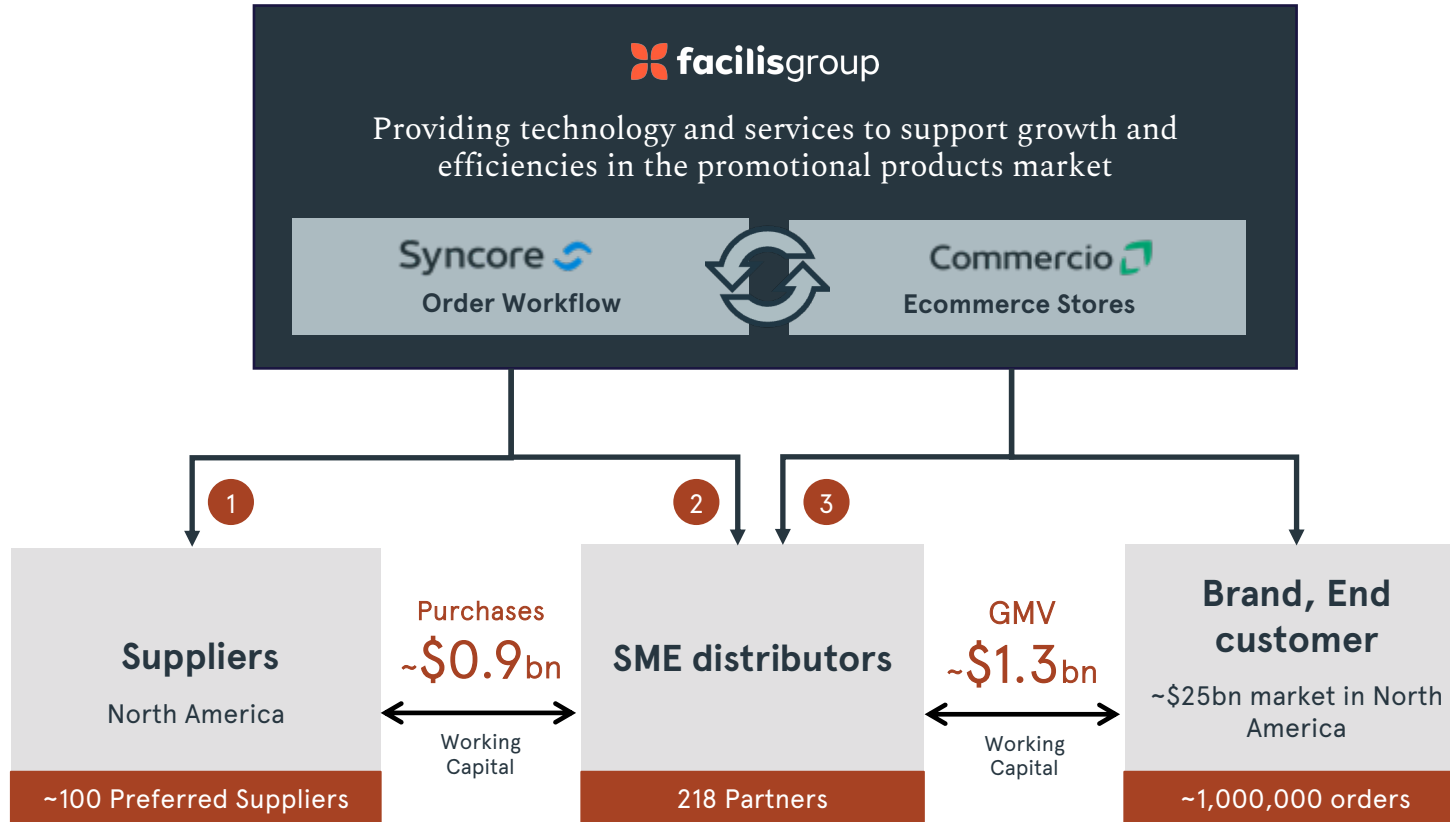 facilisgroup
Providing technology and services to support growth and
efficiencies in the promotional products market
Syncore
Order Workflow
Commercio
Ecommerce Stores
1
2
3
Suppliers
North America
~100 Preferred Suppliers
Purchases
~$0.9bn
Working
Capital
SME distributors
218 Partners
GMV
~$1.3bn
Working
Capital
Brand, End
customer
~$25bn market in North
America
~1,000,000 orders